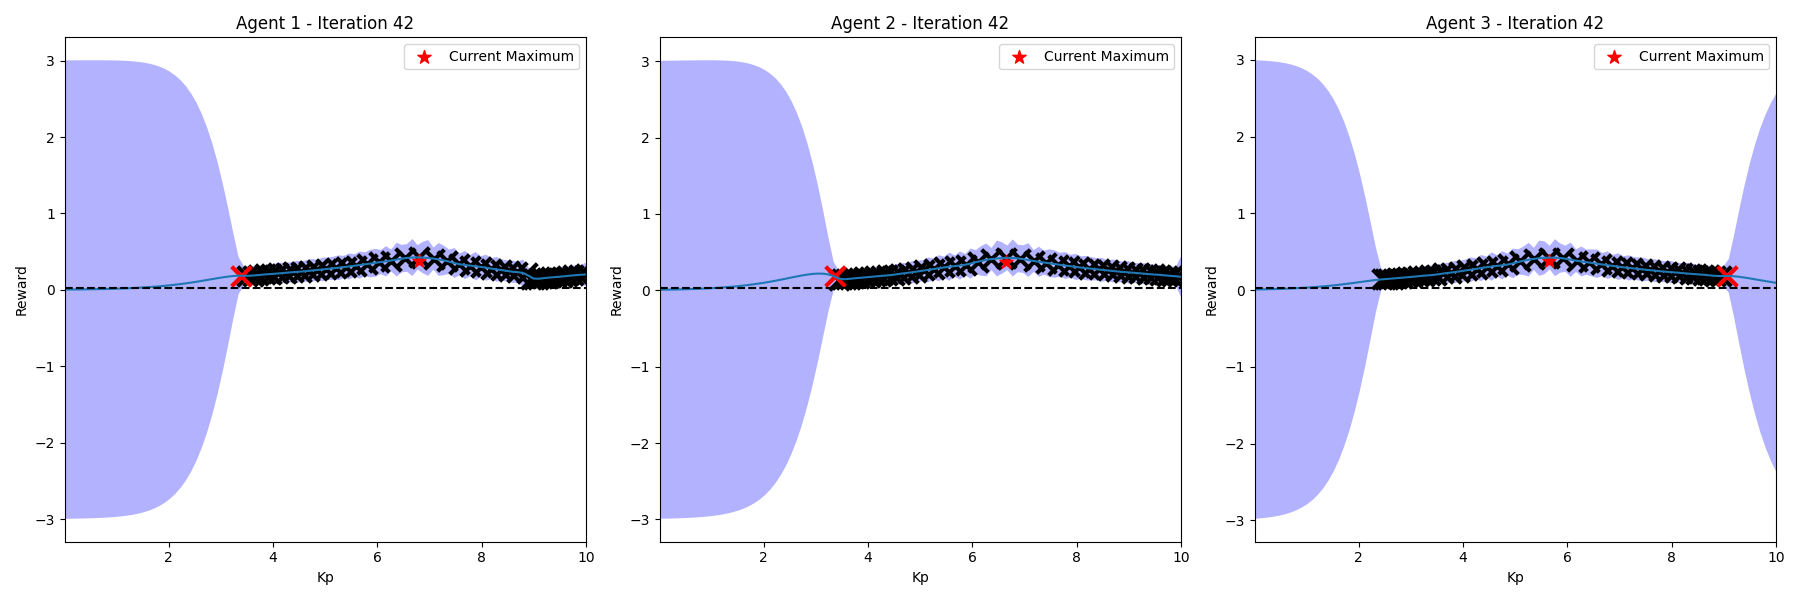 Agent 1 - Iteration 42
Current Maximum
Reward
3
2
1
0
−1
−2
−3
2 4 6 8 10
Kp
Agent 2 - Iteration 42
Current Maximum
Reward
3
2
1
0
−1
−2
−3
2 4 6 8 10
Kp
Agent 3 - Iteration 42
Current Maximum
Reward
3
2
1
0
−1
−2
−3
2 4 6 8 10
Kp